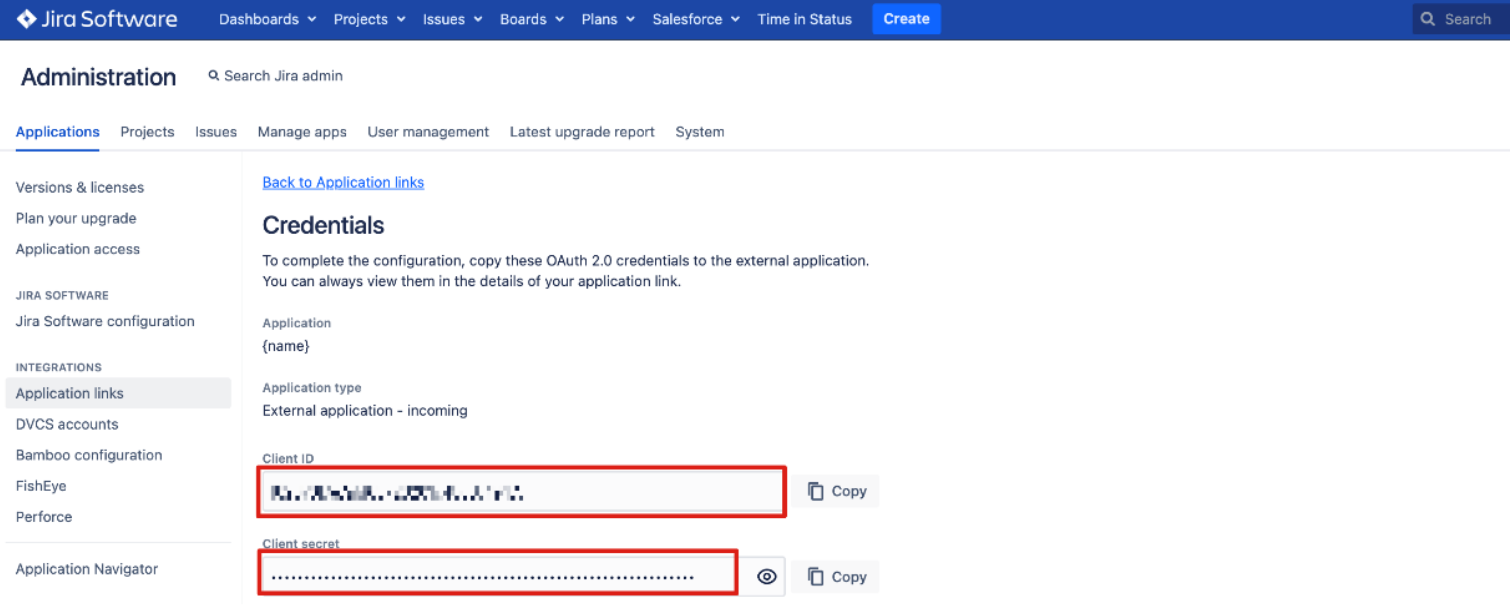 Jira Software Dashboards Projects Issues Boards Plans Salesforce Time in Status Create Search
Administration Search Jira admin
Applications Projects Issues Manage apps User management Latest upgrade report System
Versions & licenses
Plan your upgrade
Application access
JIRA SOFTWARE
Jira Software configuration
INTEGRATIONS
Application links
DVCS accounts
Bamboo configuration
FishEye
Perforce
Application Navigator
Back to Application links
Credentials
To complete the configuration, copy these OAuth 2.0 credentials to the external application.
You can always view them in the details of your application link.
Application
{name}
Application type
External application - incoming
Client ID
Copy
Client secret
Copy